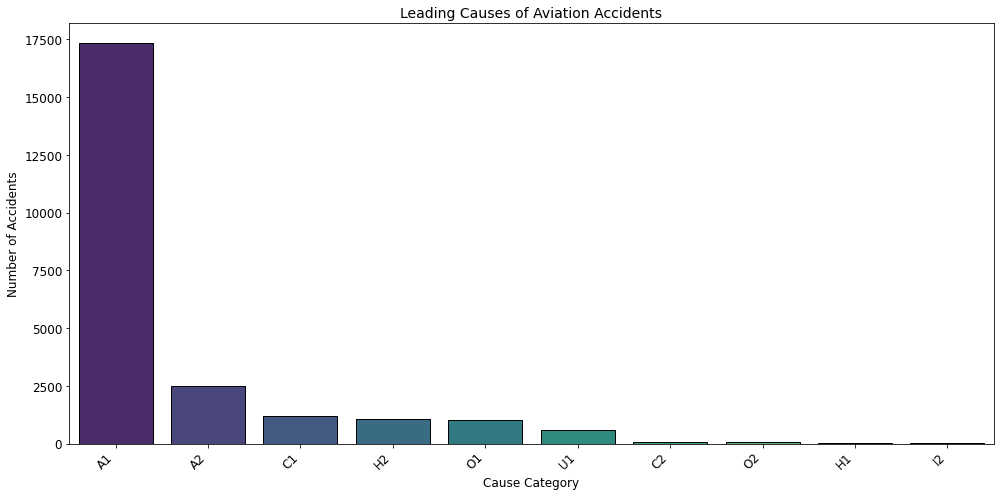 Leading Causes of Aviation Accidents
Number of Accidents
17500
15000
12500
10000
7500
5000
2500
0
A1
A2
C1
H2
O1
U1
C2
O2
H1
I2
Cause Category